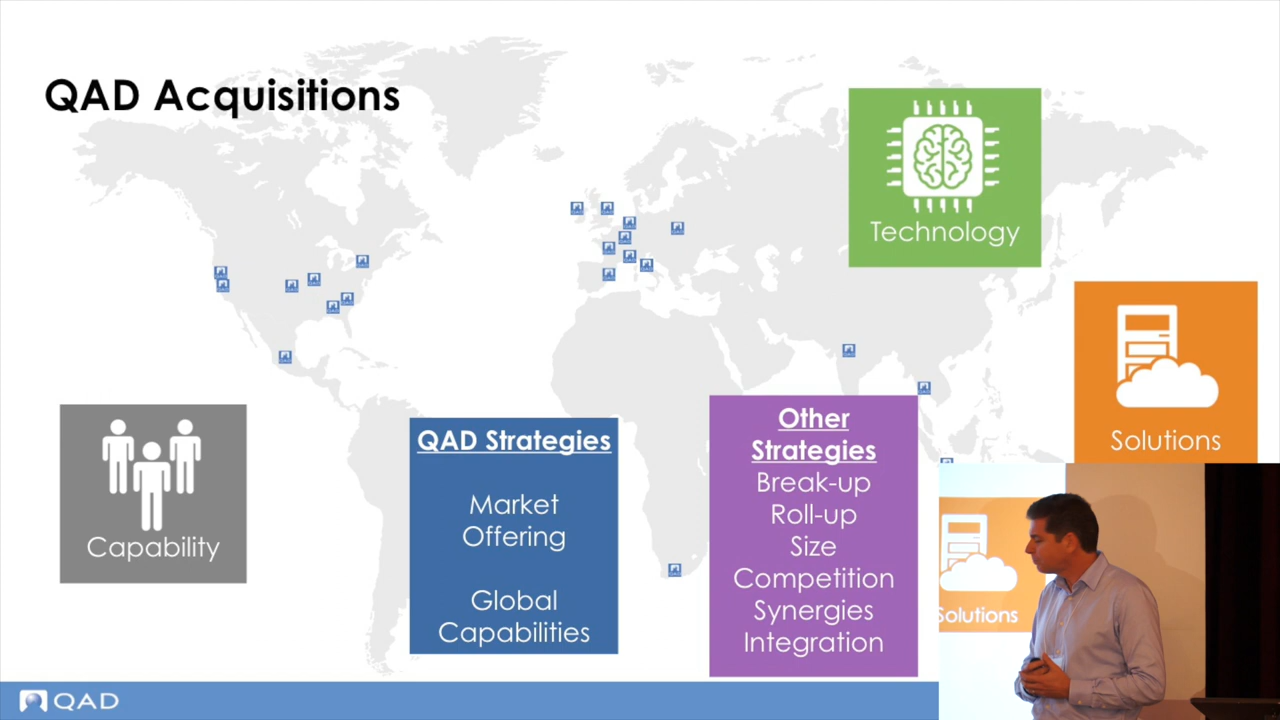 QAD Acquisitions
Technology
Solutions
Capability
QAD Strategies
Market
Offering
Global
Capabilities
Other
Strategies
Break-up
Roll-up
Size
Competition
Synergies
Integration
Solutions
QAD